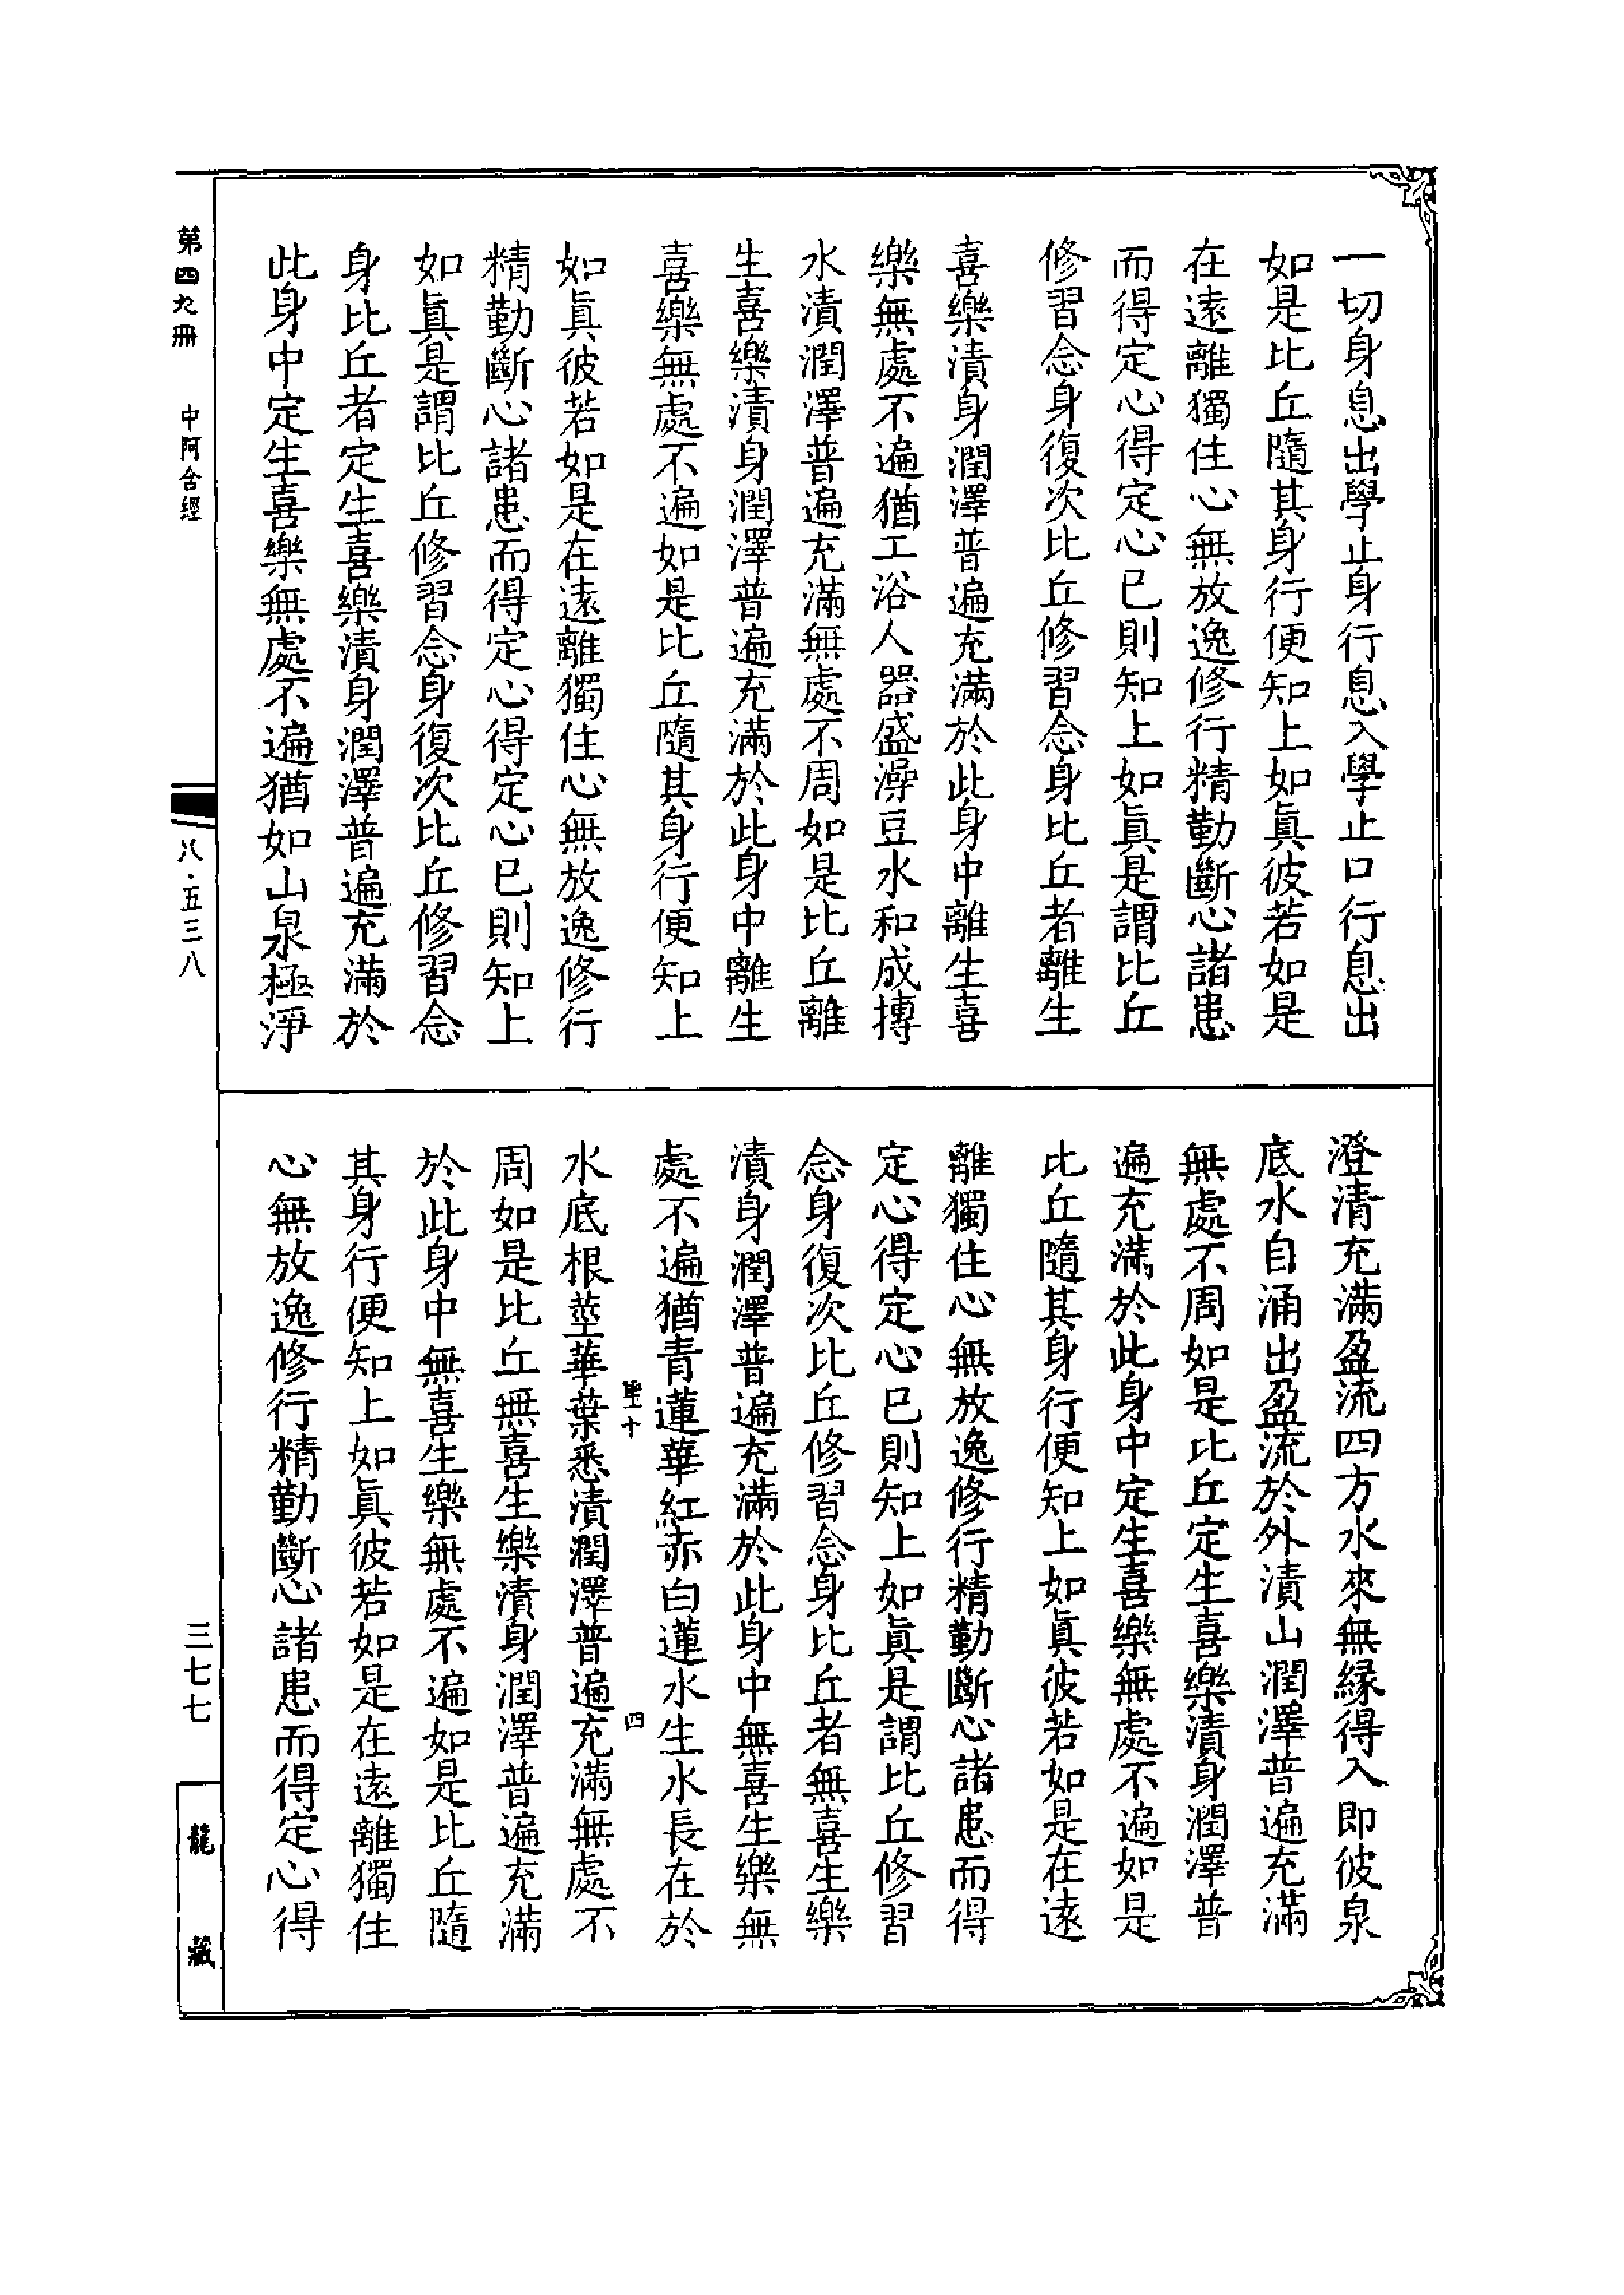 一切身息出學止身行息入學止口行息出
如是比丘隨其身行便知上如眞彼若如是
在遠離獨住心無放逸修行精勤斷心諸患
而得定心得定心已則知上如眞是謂比丘
修習念身復次比丘修習念身比丘者離生
喜樂漬身潤澤普遍充滿於此身中離生喜
樂無處不遍猶工浴人器盛澡豆水和成摶
水漬潤澤普遍充滿無處不周如是比丘離
生喜樂漬身潤澤普遍充滿於此身中離生
喜樂無處不遍如是比丘隨其身行便知上
如眞彼若如是在遠離獨住心無放逸修行
精勤斷心諸患而得定心得定心已則知上
如眞是謂比丘修習念身復次比丘修習念
身比丘者定生喜樂漬身潤澤普遍充滿於
此身中定生喜樂無處不遍猶如山泉極淨
澄清充滿盈流四方水來無緣得入即彼泉
底水自涌出盈流於外漬山潤澤普遍充滿
無處不周如是比丘定生喜樂漬身潤澤普
遍充滿於此身中定生喜樂無處不遍如是
比丘隨其身行便知上如眞彼若如是在遠
離獨住心無放逸修行精勤斷心諸患而得
定心得定心已則知上如眞是謂比丘修習
念身復次比丘修習念身比丘者無喜生樂
漬身潤澤普遍充滿於此身中無喜生樂無
處不遍猶青蓮華紅赤白蓮水生水長在於
聖十 四
水底根莖華葉悉漬潤澤普遍充滿無處不
周如是比丘無喜生樂漬身潤澤普遍充滿
於此身中無喜生樂無處不遍如是比丘隨
其身行便知上如眞彼若如是在遠離獨住
心無放逸修行精勤斷心諸患而得定心得
第四九冊 中阿含經 八·五三八 三七七 龍藏